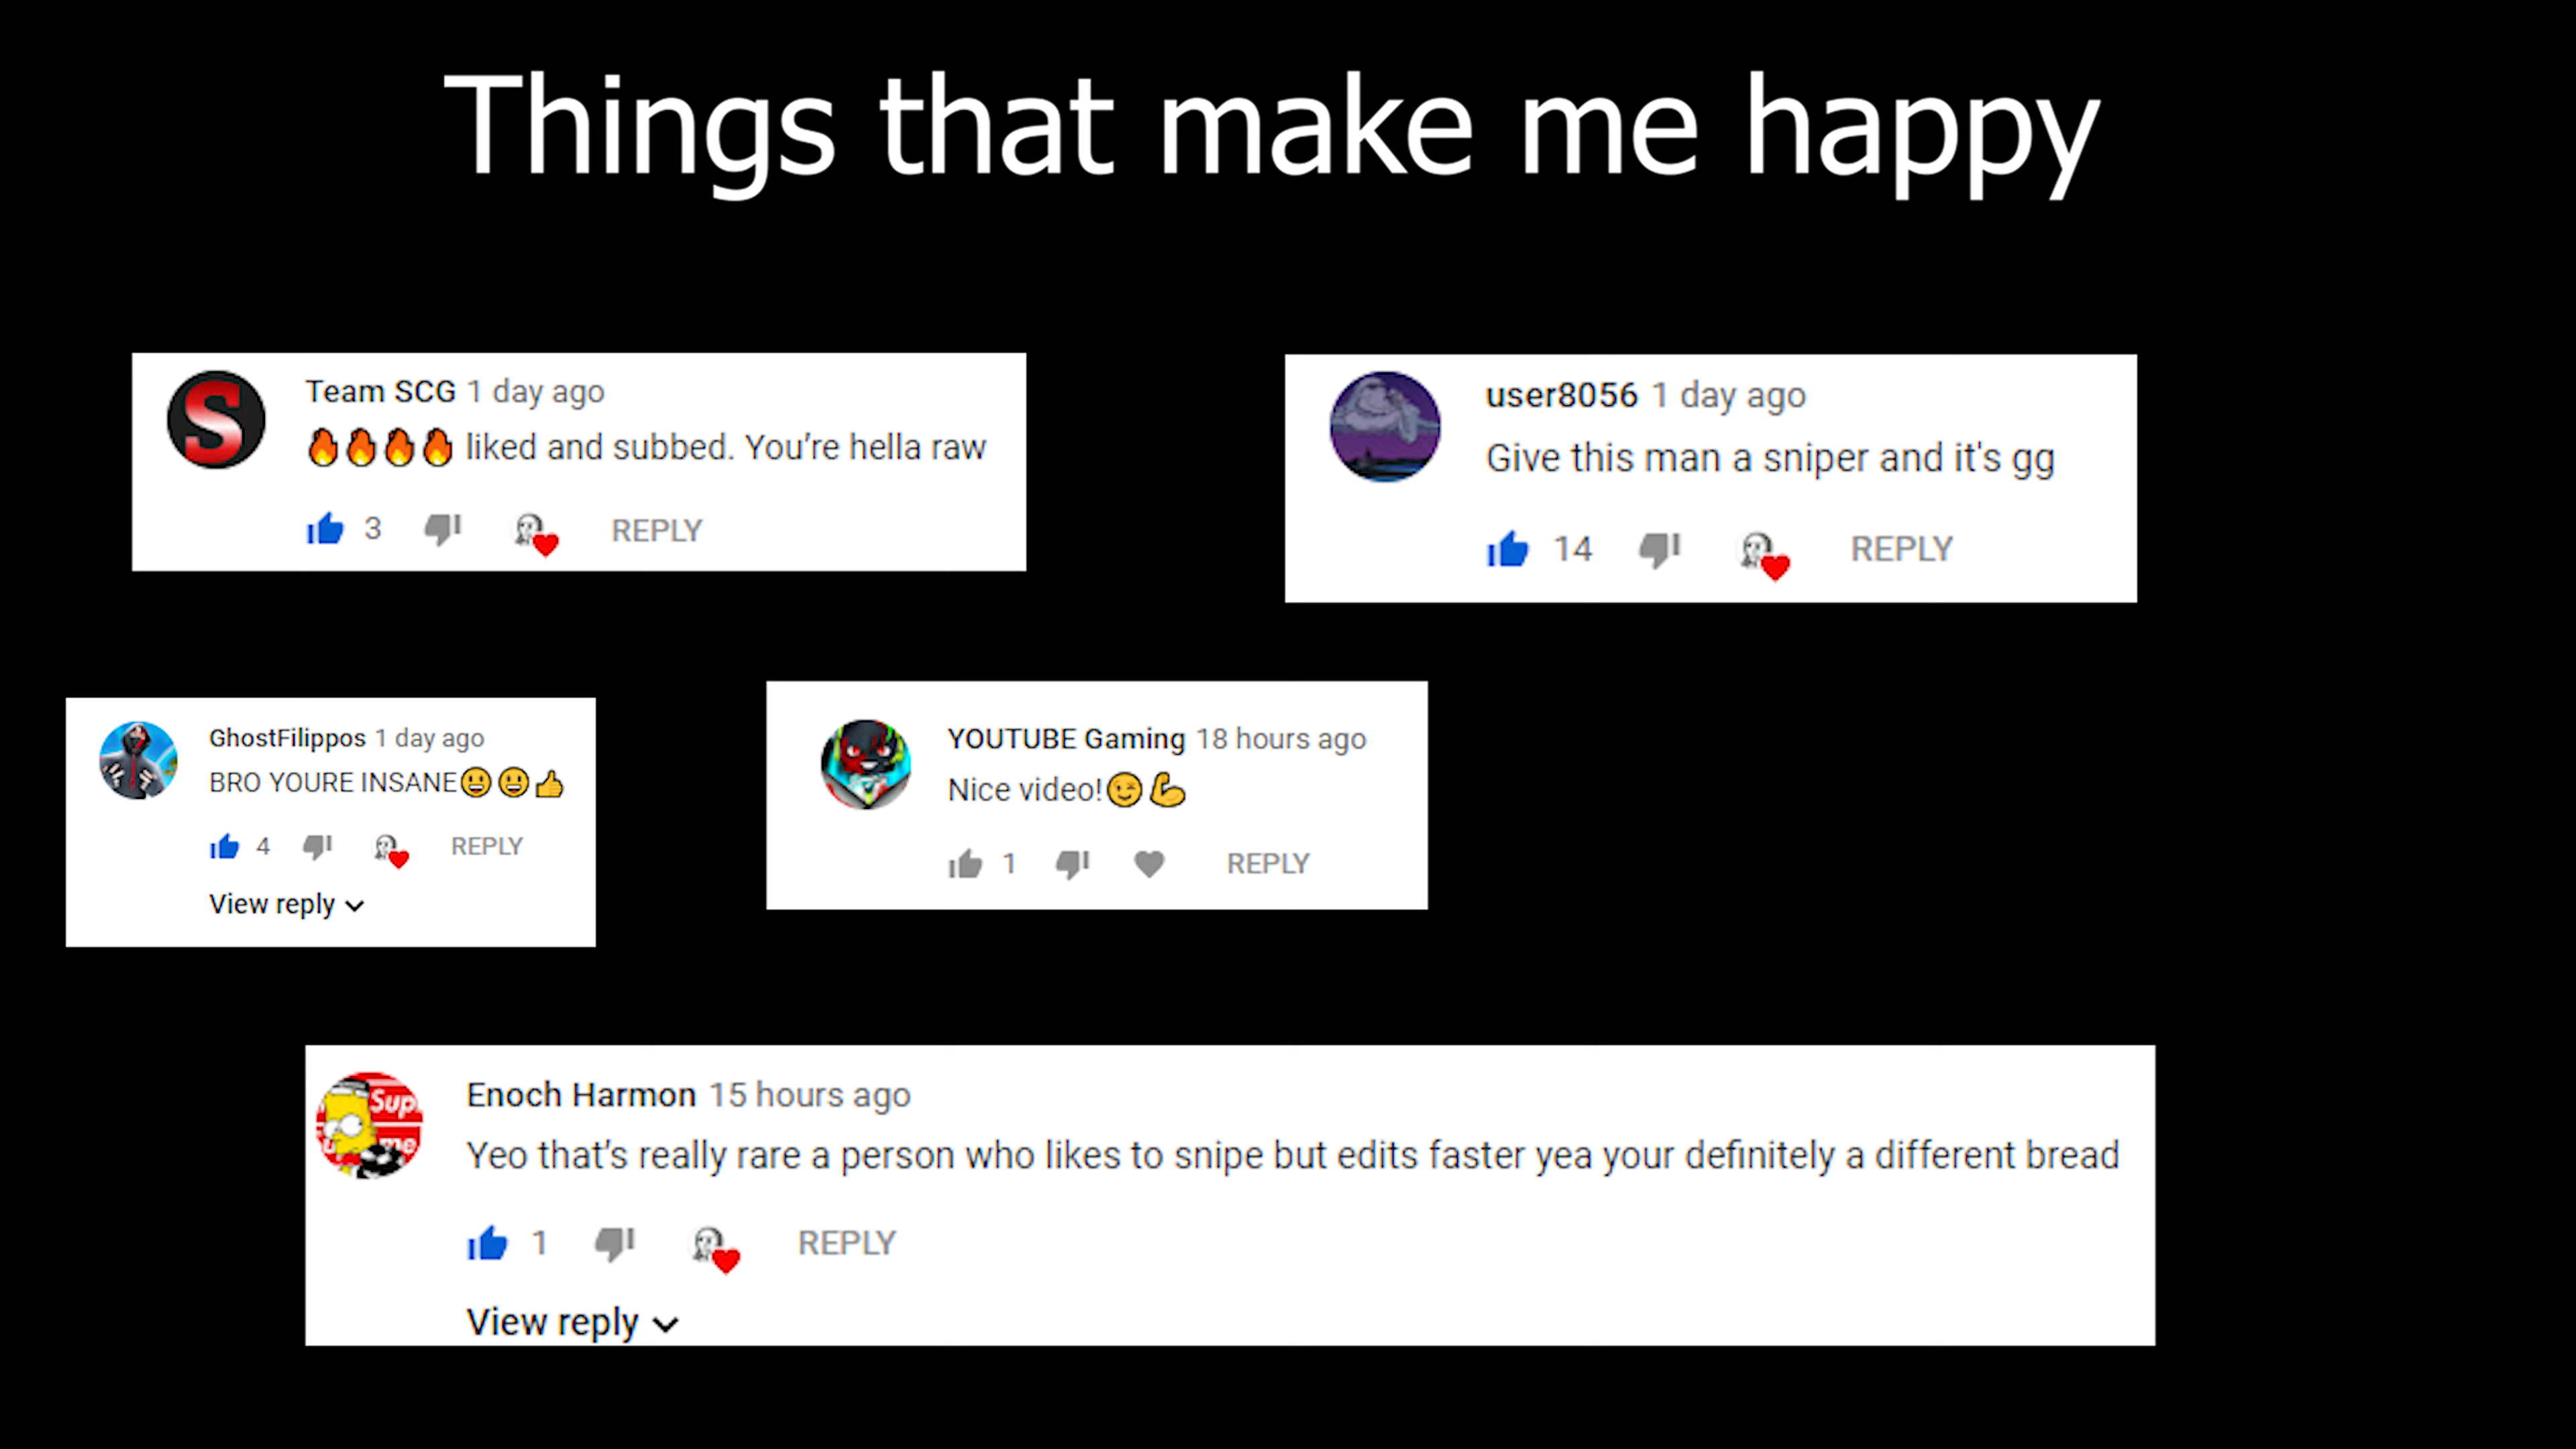 Things that make me happy
Team SCG 1 day ago
🔥🔥🔥🔥 liked and subbed. You’re hella raw
3 REPLY
user8056 1 day ago
Give this man a sniper and it's gg
14 REPLY
GhostFilippos 1 day ago
BRO YOURE INSANE😀😀👍
4 REPLY
View reply
YOUTUBE Gaming 18 hours ago
Nice video!😉💪
1 REPLY
Enoch Harmon 15 hours ago
Yeo that’s really rare a person who likes to snipe but edits faster yea your definitely a different bread
1 REPLY
View reply